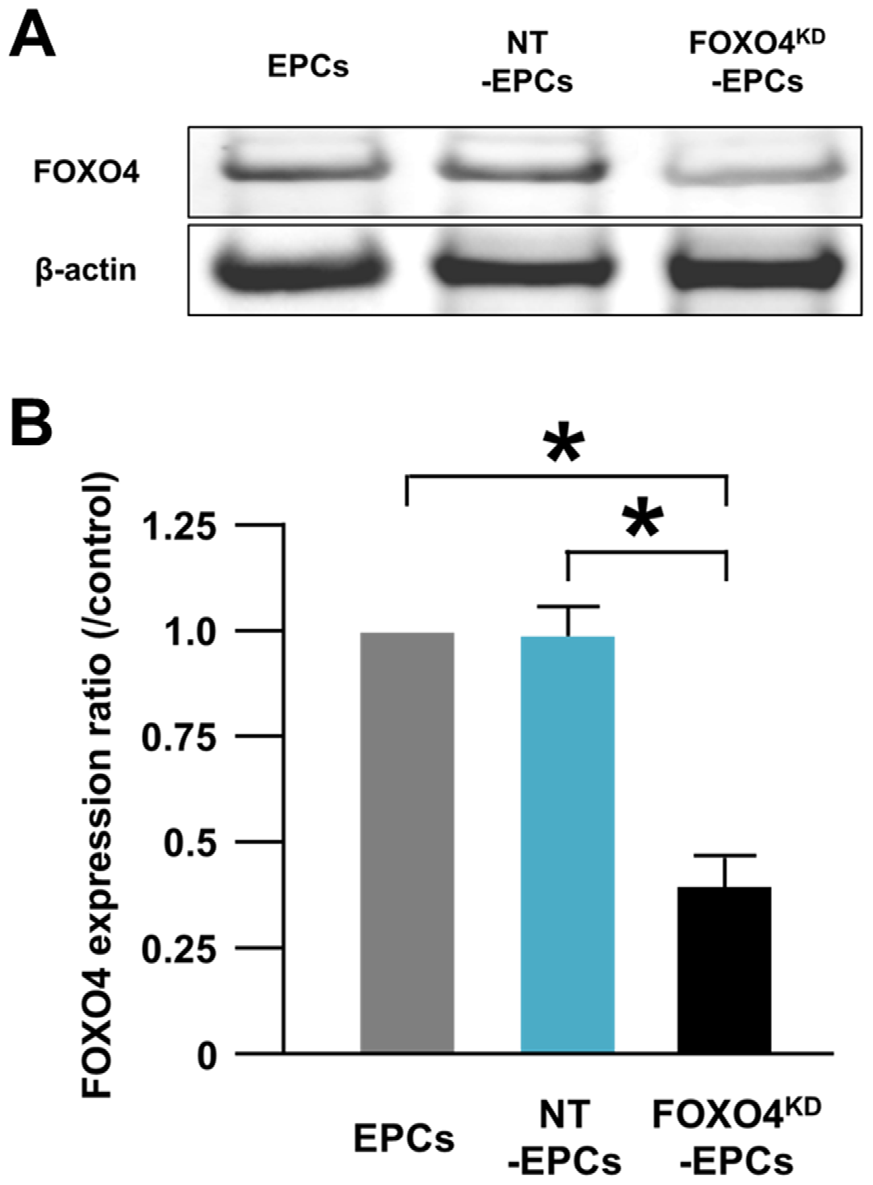 A
EPCs
NT
-EPCs
FOXO4ᴷᴰ
-EPCs
FOXO4
β-actin
B
*
*
FOXO4 expression ratio (/control)
1.25
1.0
0.75
0.5
0.25
0
EPCs
NT
-EPCs
FOXO4ᴷᴰ
-EPCs